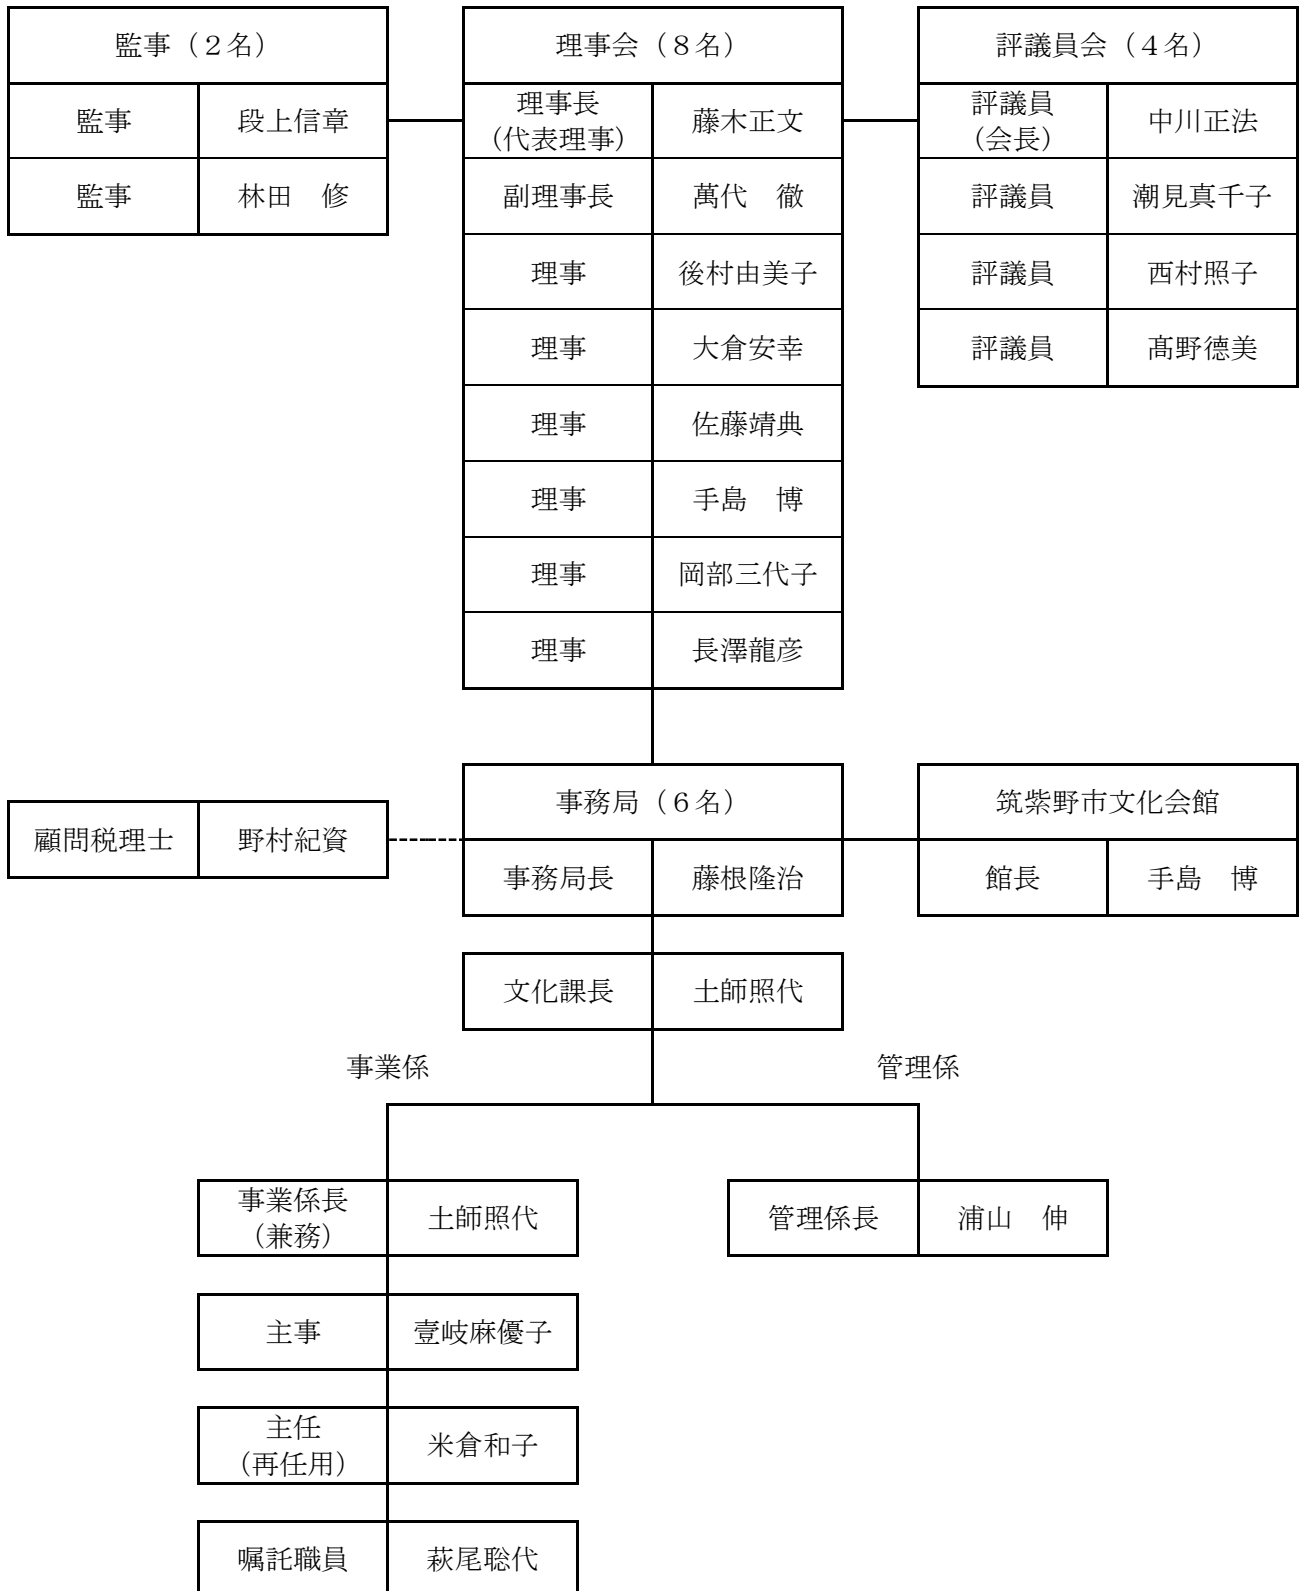 監事（２名）
監事 段上信章
監事 林田　修
理事会（８名）
理事長
（代表理事） 藤木正文
副理事長 萬代　徹
理事 後村由美子
理事 大倉安幸
理事 佐藤靖典
理事 手島　博
理事 岡部三代子
理事 長澤龍彦
評議員会（４名）
評議員
（会長） 中川正法
評議員 潮見真千子
評議員 西村照子
評議員 髙野德美
顧問税理士 野村紀資
事務局（６名）
事務局長 藤根隆治
筑紫野市文化会館
館長 手島　博
文化課長 土師照代
事業係
管理係
事業係長
（兼務） 土師照代
主事 壹岐麻優子
主任
（再任用） 米倉和子
嘱託職員 萩尾聡代
管理係長 浦山　伸